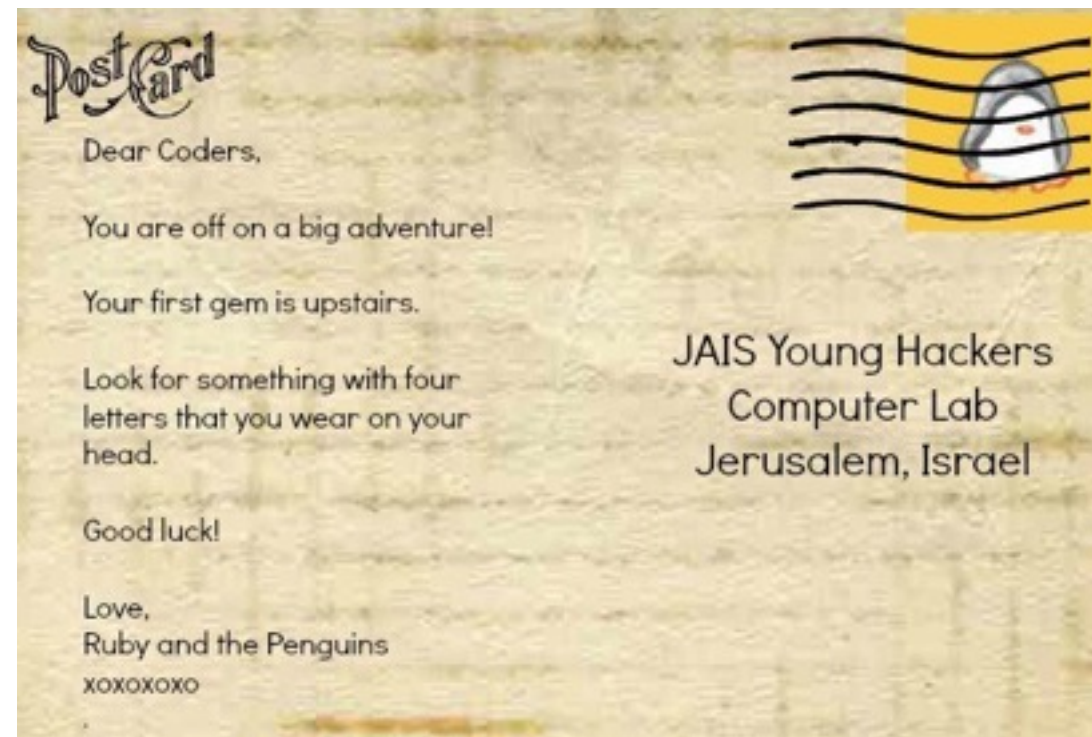 Post Card
Dear Coders,
You are off on a big adventure!
Your first gem is upstairs.
Look for something with four
letters that you wear on your
head.
Good luck!
Love,
Ruby and the Penguins
xoxoxoxo
.
JAIS Young Hackers
Computer Lab
Jerusalem, Israel